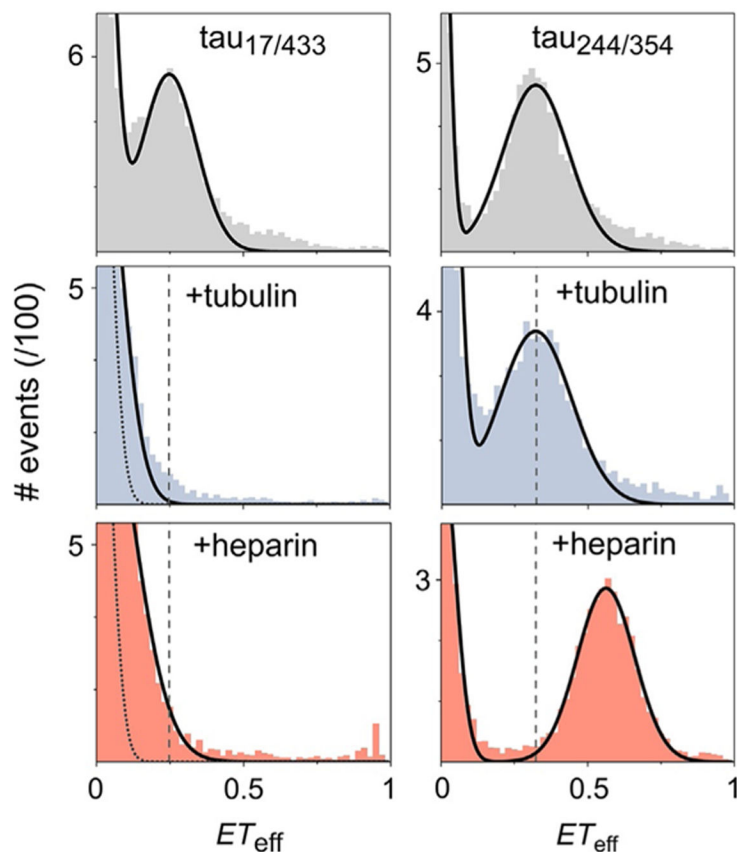 tau17/433
6
tau244/354
5
+tubulin
5
+tubulin
4
# events (/100)
+heparin
5
+heparin
3
0 0.5 1
0 0.5 1
ETeff
ETeff